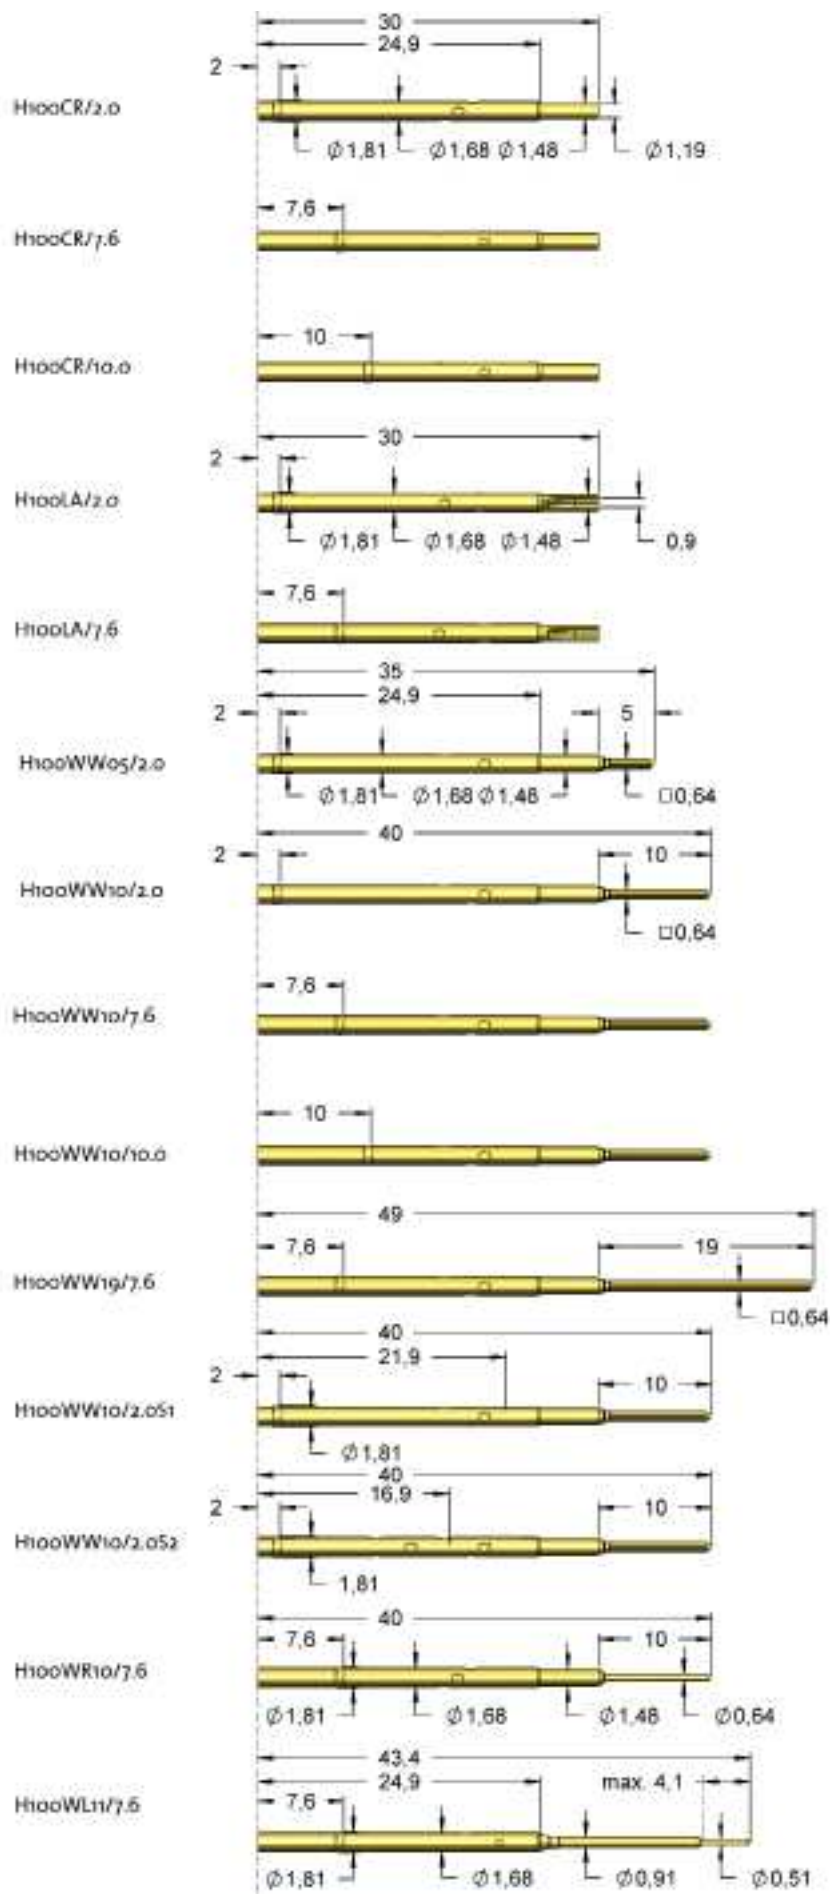 30
24,9
2
H100CR/2.0
Ø1,81 Ø1,68 Ø1,48 Ø1,19
7,6
H100CR/7.6
10
H100CR/10.0
30
2
H100LA/2.0
Ø1,81 Ø1,68 Ø1,48 0,9
7,6
H100LA/7.6
35
24,9
2 5
H100WW05/2.0
Ø1,81 Ø1,68 Ø1,48 □0,64
40
2 10
H100WW10/2.0
□0,64
7,6
H100WW10/7.6
10
H100WW10/10.0
49
7,6 19
H100WW19/7.6
□0,64
40
21,9
2 10
H100WW10/2.0S1
Ø1,81
40
16,9
2 10
H100WW10/2.0S2
1,81
40
7,6 10
H100WR10/7.6
Ø1,81 Ø1,68 Ø1,48 Ø0,64
43,4
24,9 max. 4,1
7,6
H100WL11/7.6
Ø1,81 Ø1,68 Ø0,91 Ø0,51